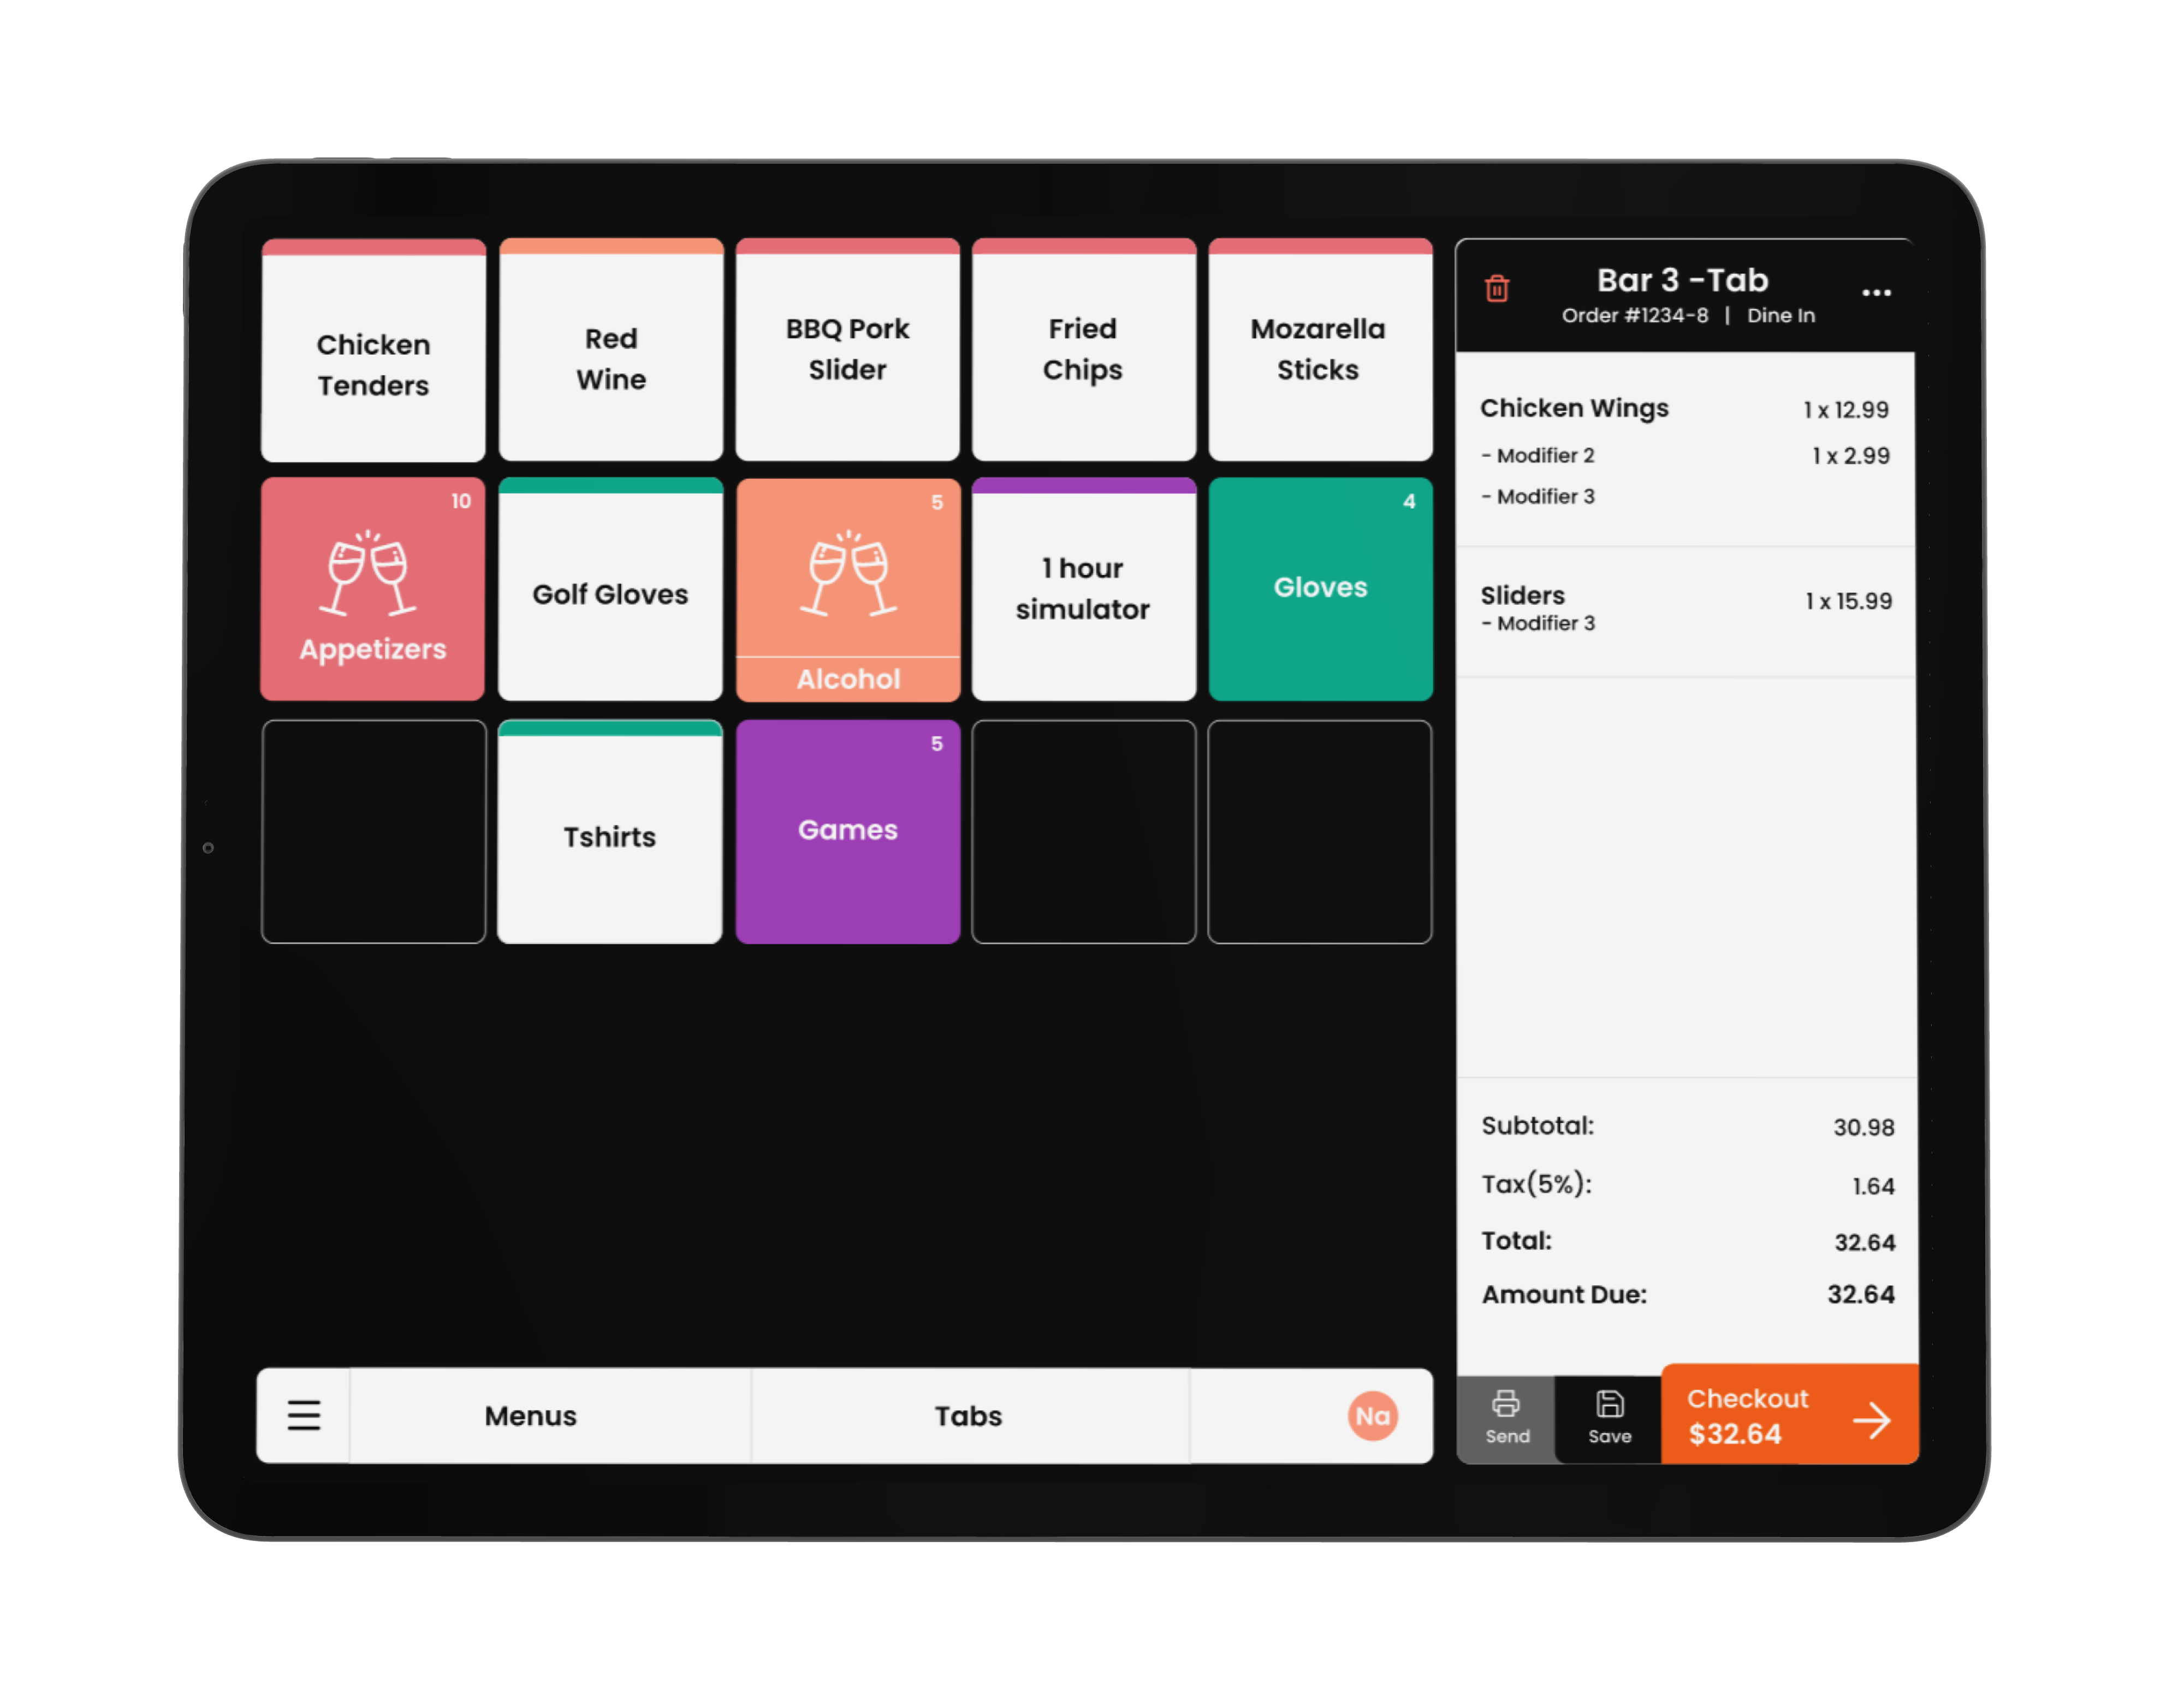 Chicken
Tenders
Red
Wine
BBQ Pork
Slider
Fried
Chips
Mozarella
Sticks
10
Appetizers
Golf Gloves
5
Alcohol
1 hour
simulator
4
Gloves
Tshirts
5
Games
Menus
Tabs
Na
Bar 3 -Tab
Order #1234-8 | Dine In
Chicken Wings 1 x 12.99
- Modifier 2 1 x 2.99
- Modifier 3
Sliders 1 x 15.99
- Modifier 3
Subtotal: 30.98
Tax(5%): 1.64
Total: 32.64
Amount Due: 32.64
Send
Save
Checkout
$32.64